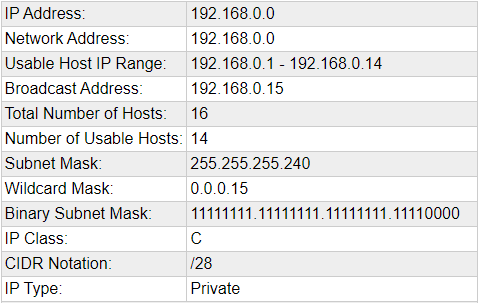 IP Address: 192.168.0.0
Network Address: 192.168.0.0
Usable Host IP Range: 192.168.0.1 - 192.168.0.14
Broadcast Address: 192.168.0.15
Total Number of Hosts: 16
Number of Usable Hosts: 14
Subnet Mask: 255.255.255.240
Wildcard Mask: 0.0.0.15
Binary Subnet Mask: 11111111.11111111.11111111.11110000
IP Class: C
CIDR Notation: /28
IP Type: Private